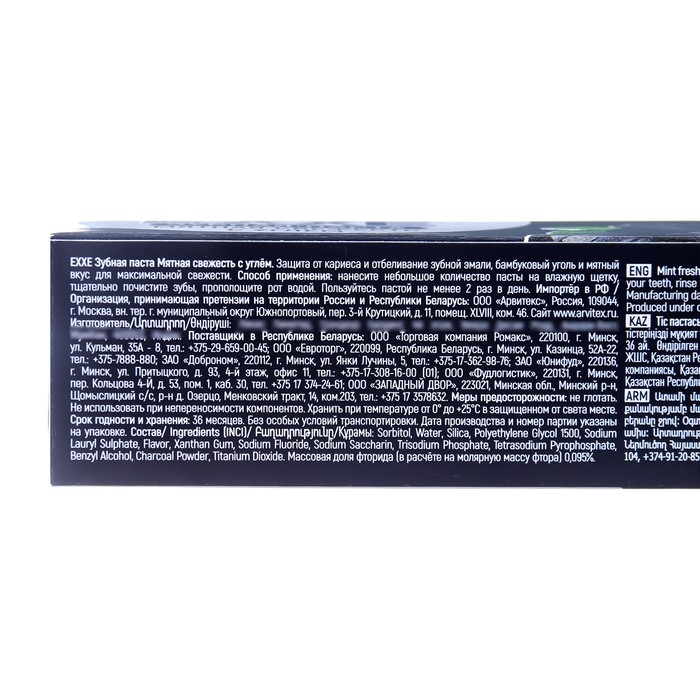 EXXE Зубная паста Мятная свежесть с углём. Защита от кариеса и отбеливание зубной эмали, бамбуковый уголь и мятный
вкус для максимальной свежести. Способ применения: нанесите небольшое количество пасты на влажную щетку
тщательно почистите зубы, прополощите рот водой. Пользуйтесь пастой не менее 2 раз в день. Импортёр в РФ /
Организация, принимающая претензии на территории России и Республики Беларусь: ООО «Арвитекс», Россия, 109044,
г. Москва, вн. тер. г. муниципальный округ Южнопортовый, пер. 3-й Крутицкий, д. 11, помещ. XLVIII, ком. 46. Сайт www.arvitex.ru
Изготовитель/Արտադրող/Өндіруші:
Поставщики в Республике Беларусь: ООО «Торговая компания Ромакс», 220100, г. Минск,
ул. Кульман, 35А - 8, тел.: +375-29-659-00-45; ООО «Евроторг», 220099, Республика Беларусь, г. Минск, ул. Казинца, 52А-22,
тел.: +375-7888-880; ЗАО «Доброном», 220112, г. Минск, ул. Янки Лучины, 5, тел.: +375-17-362-98-76; ЗАО «Юнифуд», 220136,
г. Минск, ул. Притыцкого, д. 93, 4-й этаж, офис 11, тел.: +375-17-308-16-00 (01); ООО «Фудлогистик», 220131, г. Минск,
пер. Кольцова 4-й, д. 53, пом. 1, каб. 30, тел. +375 17 374-24-61; ООО «ЗАПАДНЫЙ ДВОР», 223021, Минская обл., Минский р-н,
Щомыслицкий с/с, р-н д. Озерцо, Менковский тракт, 14, ком.203, тел. +375 17 3578632. Меры предосторожности: не глотать.
Не использовать при непереносимости компонентов. Хранить при температуре от 0° до +25°С в защищенном от света месте.
Срок годности и хранения: 36 месяцев. Без особых условий транспортировки. Дата производства и номер партии указаны
на упаковке. Состав/ Ingredients (INCI)/ Բաղադրությունը/Құрамы: Sorbitol, Water, Silica, Polyethylene Glycol 1500, Sodium
Lauryl Sulphate, Flavor, Xanthan Gum, Sodium Fluoride, Sodium Saccharin, Trisodium Phosphate, Tetrasodium Pyrophosphate,
Benzyl Alcohol, Charcoal Powder, Titanium Dioxide. Массовая доля фторида (в расчёте на молярную массу фтора) 0,095%.
ENG Mint fresh
your teeth, rinse
Manufacturing da
Produced under c
KAZ Тіс пастасы
тістеріңізді мұқият
36 ай. Өндірілген
ЖШС, Қазақстан Ре
компаниясы, Қазақ
Қазақстан Республик
ARM
104, +374-91-20-85